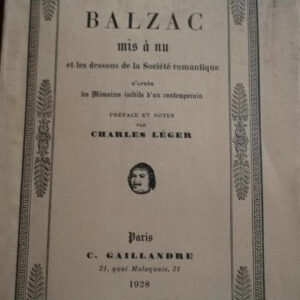 BALZAC
mis à nu
et les dessous de la Société romantique
D'APRÈS
les Mémoires inédits d'un contemporain
PRÉFACE ET NOTES
PAR
CHARLES LÉGER
Paris
C. GAILLANDRE
21, quai Malaquais, 21
1928